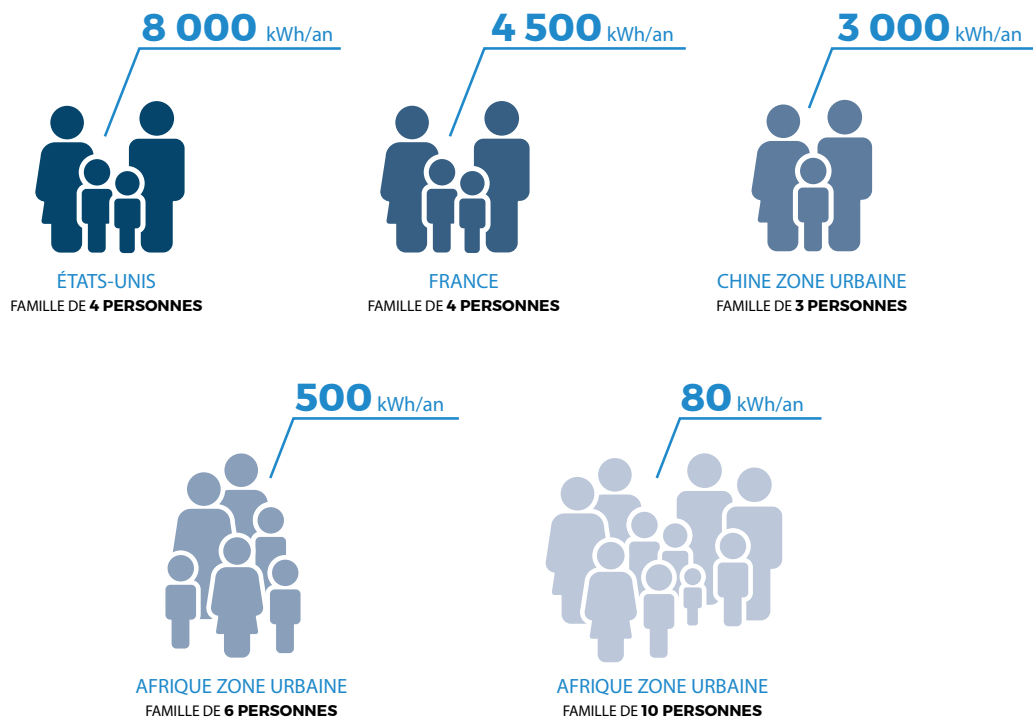 8 000 kWh/an
4 500 kWh/an
3 000 kWh/an
ÉTATS-UNIS
FAMILLE DE 4 PERSONNES
FRANCE
FAMILLE DE 4 PERSONNES
CHINE ZONE URBAINE
FAMILLE DE 3 PERSONNES
500 kWh/an
80 kWh/an
AFRIQUE ZONE URBAINE
FAMILLE DE 6 PERSONNES
AFRIQUE ZONE URBAINE
FAMILLE DE 10 PERSONNES